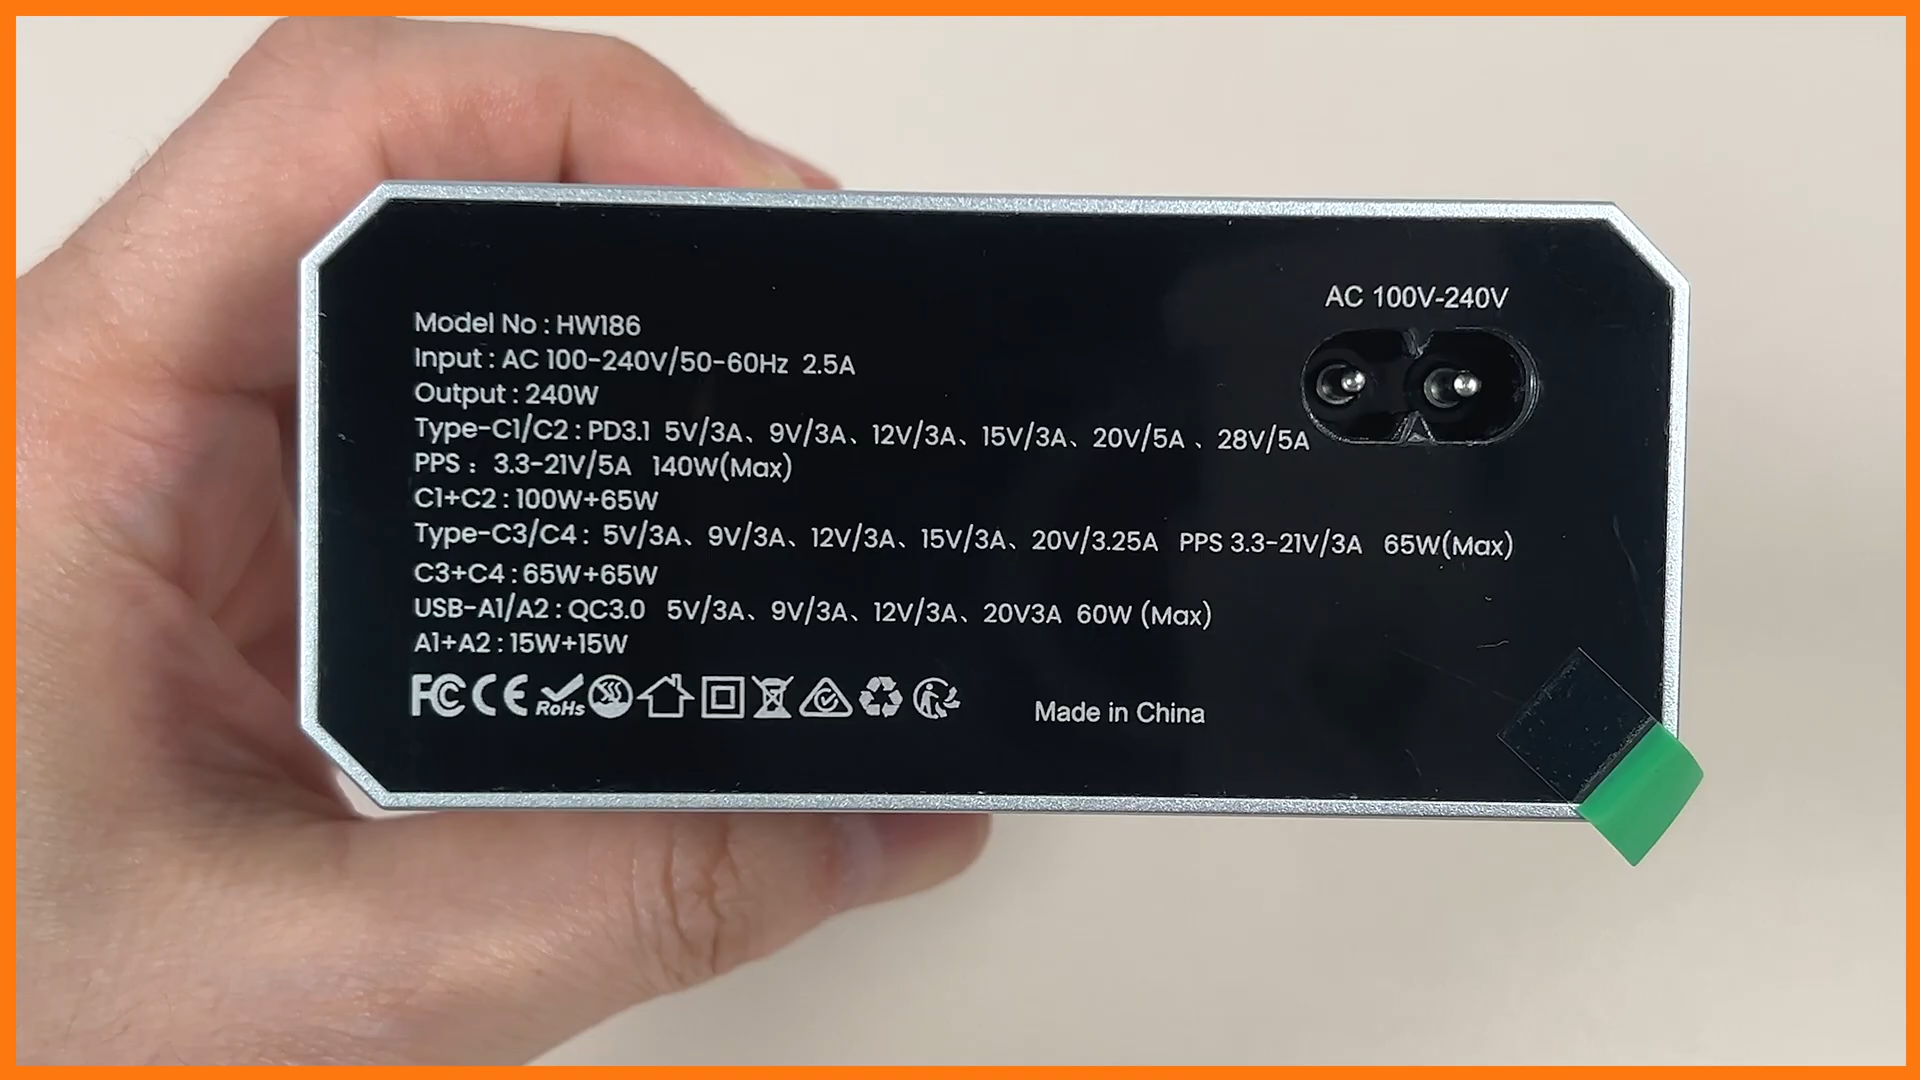 AC 100V-240V
Model No : HW186
Input : AC 100-240V/50-60Hz 2.5A
Output : 240W
Type-C1/C2 : PD3.1 5V/3A、9V/3A、12V/3A、15V/3A、20V/5A 、28V/5A
PPS : 3.3-21V/5A 140W(Max)
C1+C2 : 100W+65W
Type-C3/C4 : 5V/3A、9V/3A、12V/3A、15V/3A、20V/3.25A PPS 3.3-21V/3A 65W(Max)
C3+C4 : 65W+65W
USB-A1/A2 : QC3.0 5V/3A、9V/3A、12V/3A、20V3A 60W (Max)
A1+A2 : 15W+15W
FC CE RoHs
Made in China